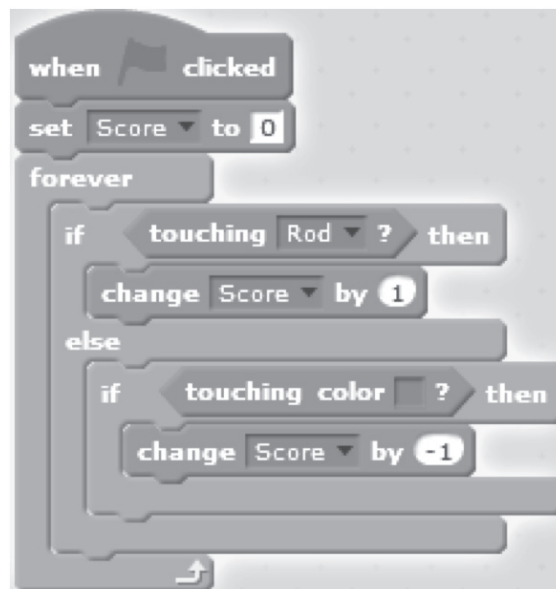 when clicked
set Score to 0
forever
if touching Rod ? then
change Score by 1
else
if touching color ? then
change Score by -1